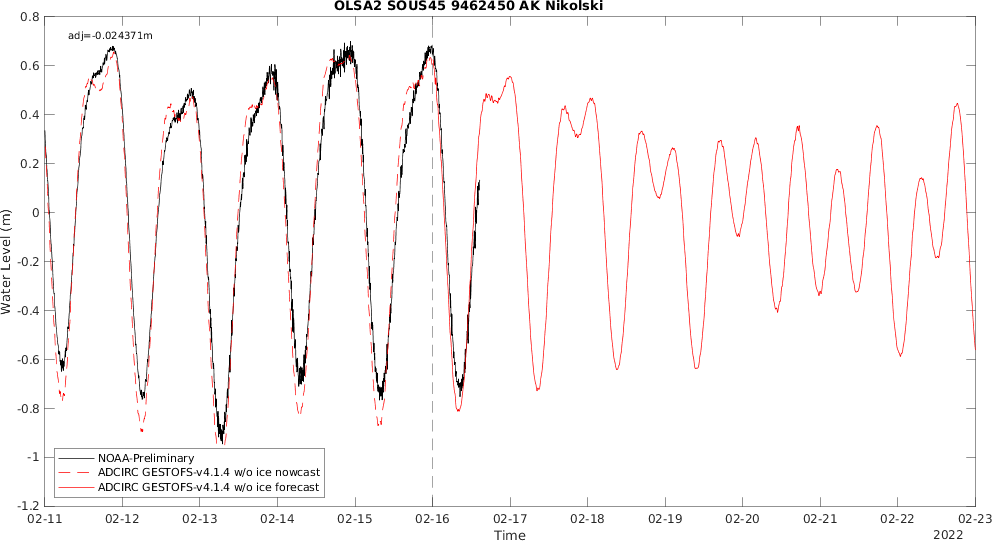 OLSA2 SOUS45 9462450 AK Nikolski
adj=-0.024371m
0.8
0.6
0.4
0.2
0
-0.2
-0.4
-0.6
-0.8
-1
-1.2
Water Level (m)
NOAA-Preliminary
ADCIRC GESTOFS-v4.1.4 w/o ice nowcast
ADCIRC GESTOFS-v4.1.4 w/o ice forecast
02-11 02-12 02-13 02-14 02-15 02-16 02-17 02-18 02-19 02-20 02-21 02-22 02-23
Time
2022